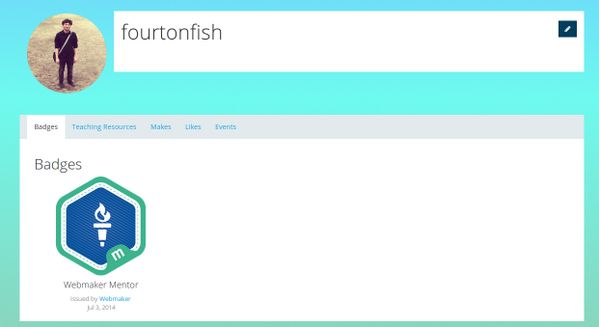 fourtonfish
Badges
Teaching Resources
Makes
Likes
Events
Badges
m
Webmaker Mentor
Issued by Webmaker
Jul 3, 2014